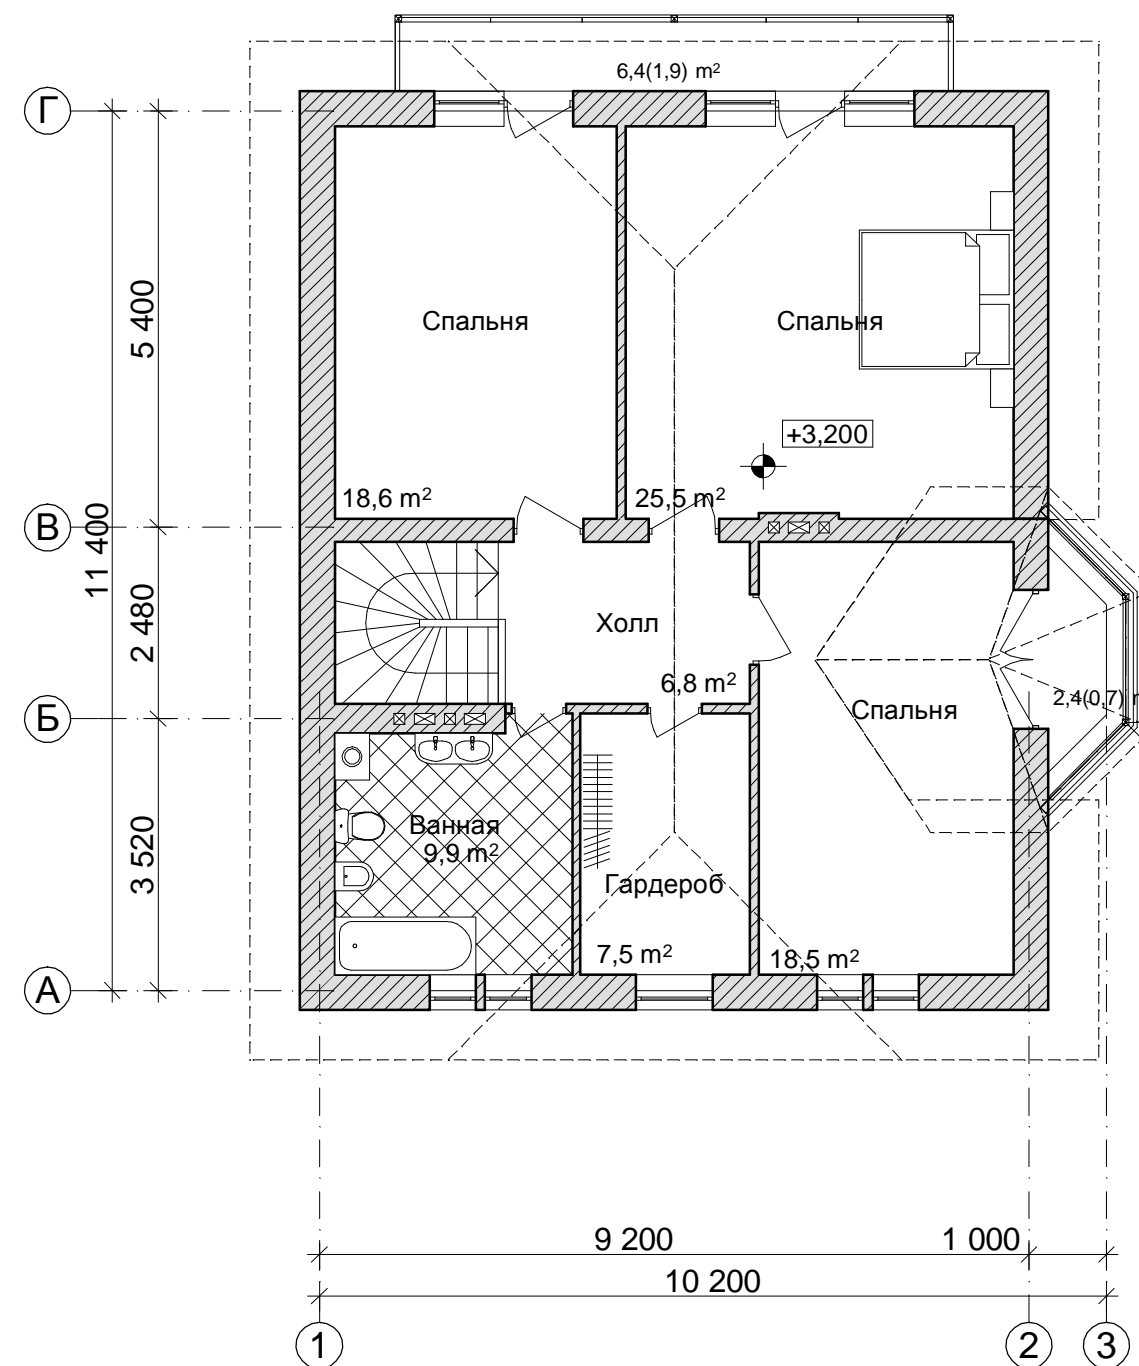 6,4(1,9) m²
Г
5 400
Спальня
Спальня
+3,200
18,6 m²
25,5 m²
В
11 400
2 480
Холл
6,8 m²
Б
2,4(0,7)
Спальня
3 520
Ванная
9,9 m²
Гардероб
7,5 m²
18,5 m²
А
9 200
1 000
10 200
1
2
3